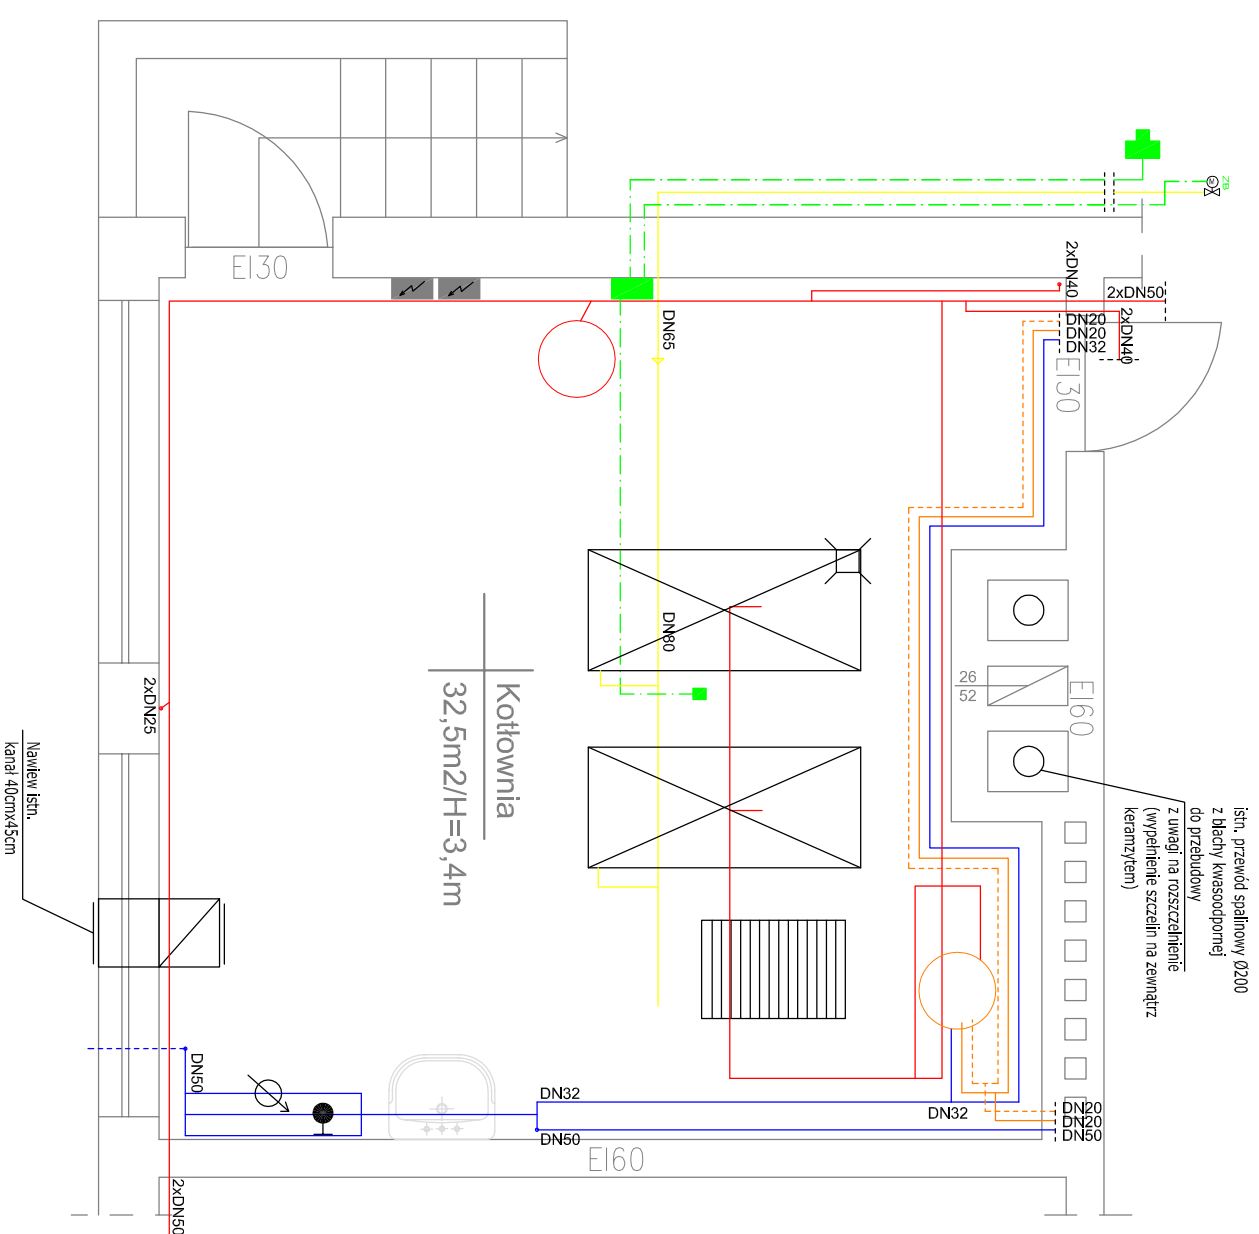 ZB
EI30
2xDN40
2xDN50
DN20
DN20
DN32
2xDN40
EI30
DN65
DN80
26
52
EI60
Kotłownia
32,5m2/H=3,4m
2xDN25
Nawiew istn.
kanał 40cmx45cm
istn. przewód spalinowy Ø200
z blachy kwasoodpornej
do przebudowy
z uwagi na rozszczelnienie
(wypełnienie szczelin na zewnątrz
keramzytem)
DN50
DN32
DN50
DN32
DN20
DN20
DN50
EI60
2xDN50
M